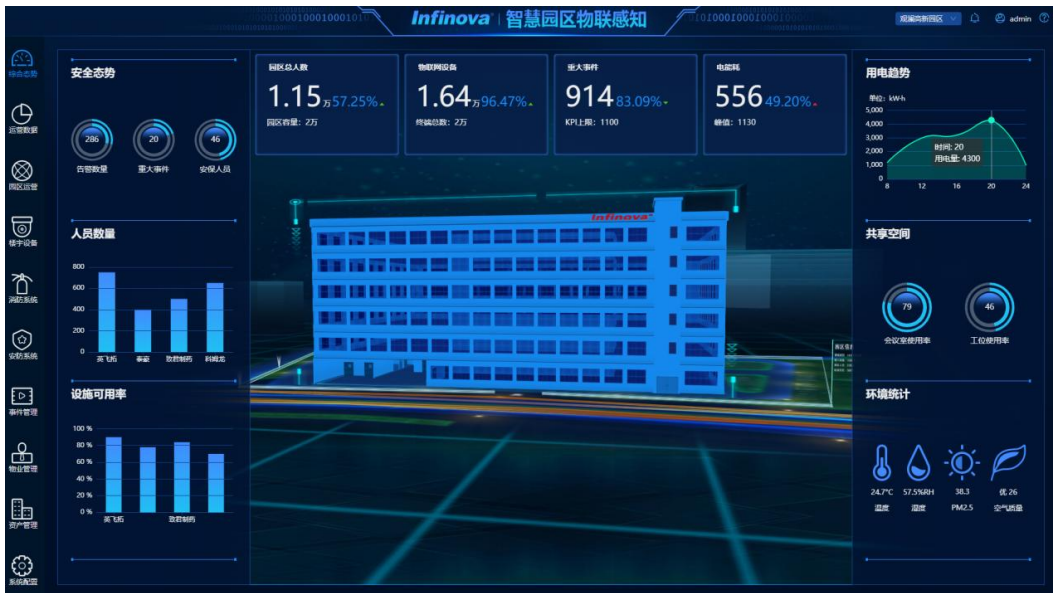 Infinova | 智慧园区物联感知
观澜高新园区
admin
综合态势
运营数据
园区运营
楼宇设备
消防系统
安防系统
事件管理
物业管理
资产管理
系统配置
安全态势
286
20
46
告警数量
重大事件
安保人员
人员数量
800
600
400
200
0
英飞拓
泰姿
致君制药
科姆龙
设施可用率
100 %
80 %
60 %
40 %
20 %
0 %
英飞拓
致君制药
园区总人数
1.15万57.25%
园区容量: 2万
物联网设备
1.64万96.47%
终端总数: 2万
重大事件
914 83.09%
KPI上限: 1100
电能耗
556 49.20%
峰值: 1130
Infinova
用电趋势
单位: kW·h
5,000
4,000
3,000
2,000
1,000
0
8 12 16 20 24
时间: 20
用电量: 4300
共享空间
79
46
会议室使用率
工位使用率
环境统计
24.7°C
57.5%RH
38.3
优 26
温度
湿度
PM2.5
空气质量